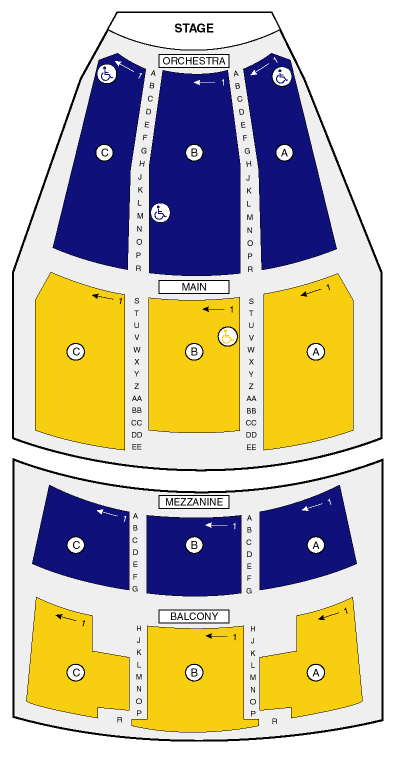 STAGE
ORCHESTRA
1 1 1
A A
B B
C C
D D
E E
F F
G G
C B A
H H
J J
K K
L L
M M
N N
O O
P P
R R
MAIN
1 1 1
S S
T T
U U
V V
W W
C B A
X X
Y Y
Z Z
AA AA
BB BB
CC CC
DD DD
EE EE
MEZZANINE
1 1 1
A A
B B
C C
D D
C B A
E E
F F
G G
BALCONY
1 1 1
H H
J J
K K
L L
C B A
M M
N N
O O
P P
R R